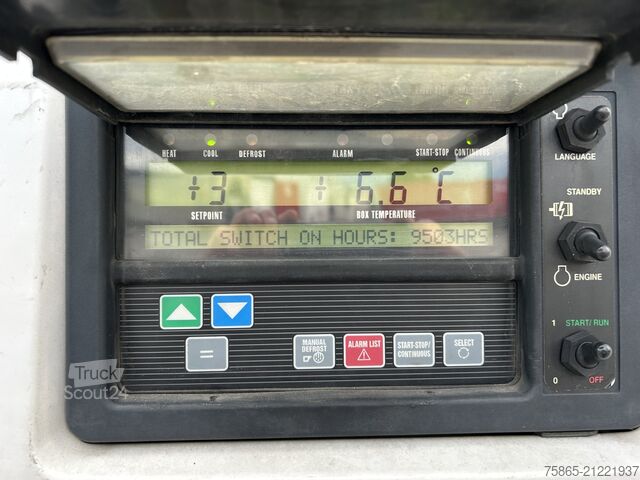 HEAT COOL DEFROST ALARM START-STOP CONTINUOUS
+3 + 6.6 °C
SETPOINT BOX TEMPERATURE
TOTAL SWITCH ON HOURS: 9503HRS
=
MANUAL DEFROST
ALARM LIST
START-STOP/ CONTINUOUS
SELECT
LANGUAGE
STANDBY
ENGINE
1 START/RUN
0 OFF
Truck
Scout24
75865-21221937